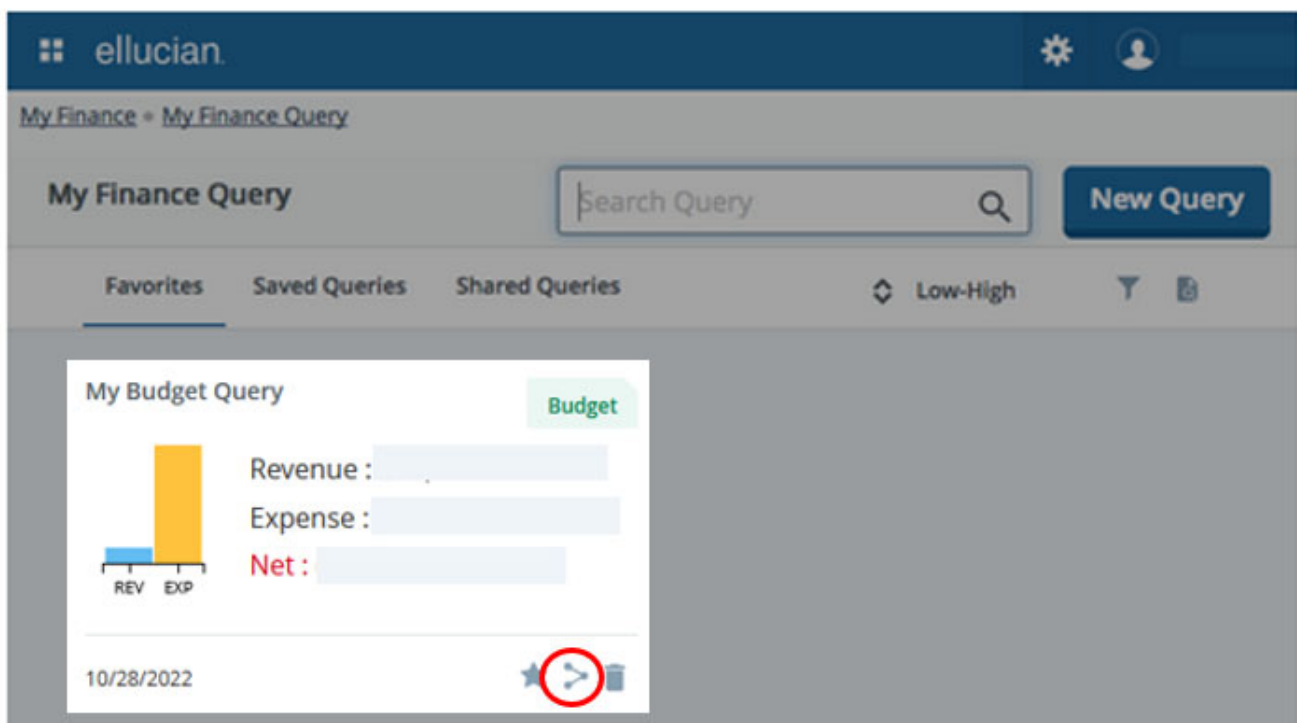 ellucian.
My Finance • My Finance Query
My Finance Query Search Query New Query
Favorites Saved Queries Shared Queries Low-High
My Budget Query Budget
Revenue :
Expense :
Net :
REV EXP
10/28/2022